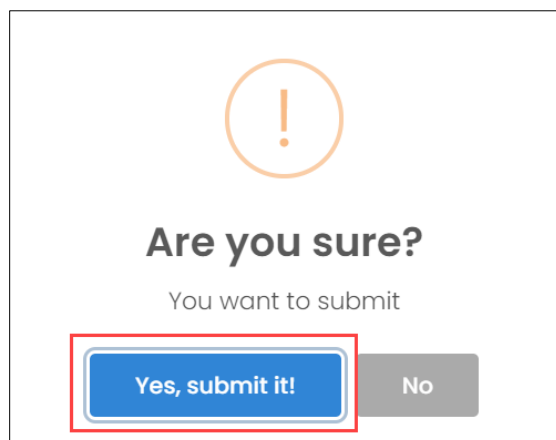 !
Are you sure?
You want to submit
Yes, submit it! No